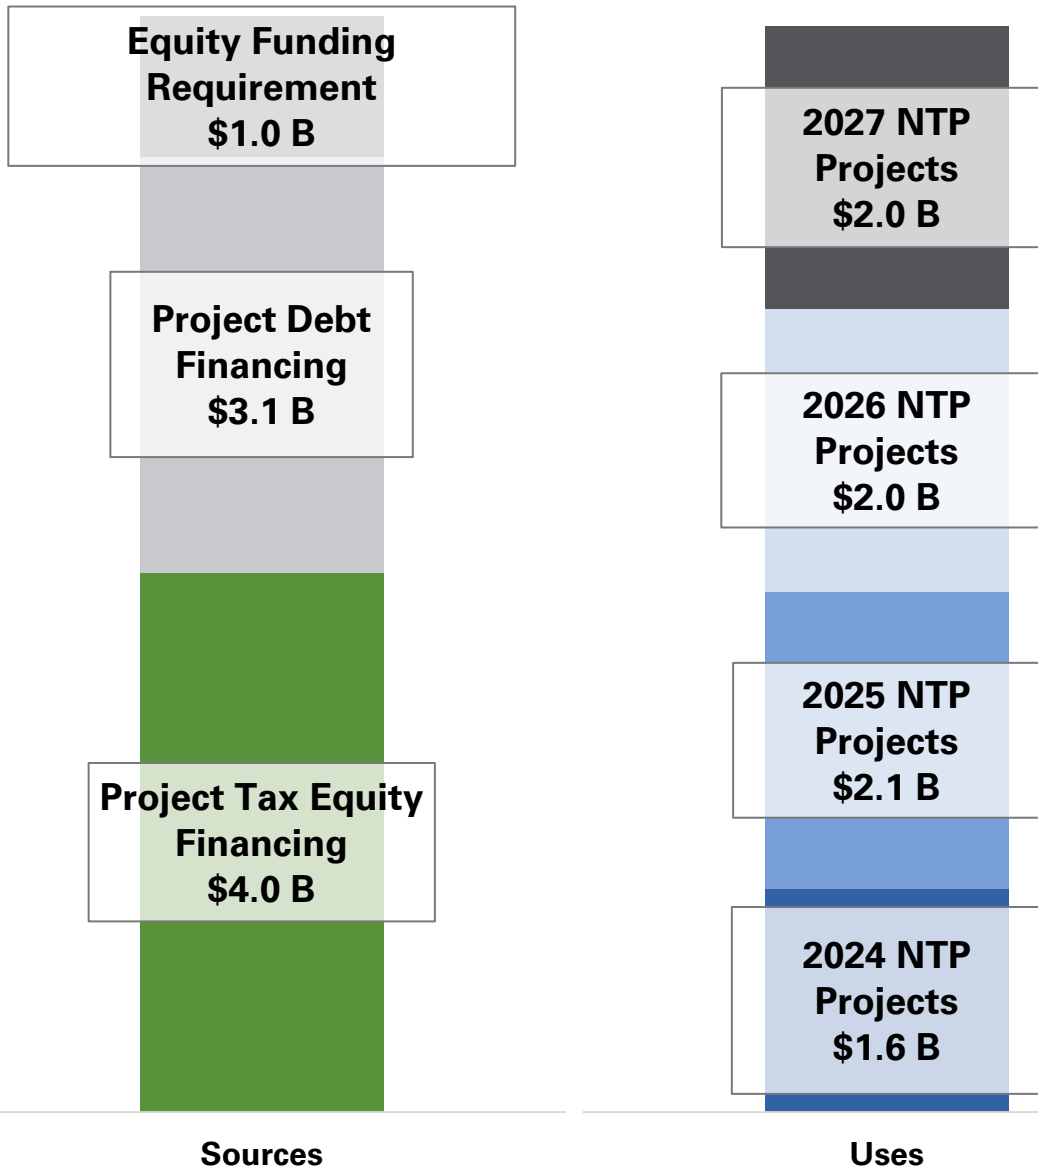 Equity Funding
Requirement
$1.0 B
Project Debt
Financing
$3.1 B
Project Tax Equity
Financing
$4.0 B
Sources
2027 NTP
Projects
$2.0 B
2026 NTP
Projects
$2.0 B
2025 NTP
Projects
$2.1 B
2024 NTP
Projects
$1.6 B
Uses